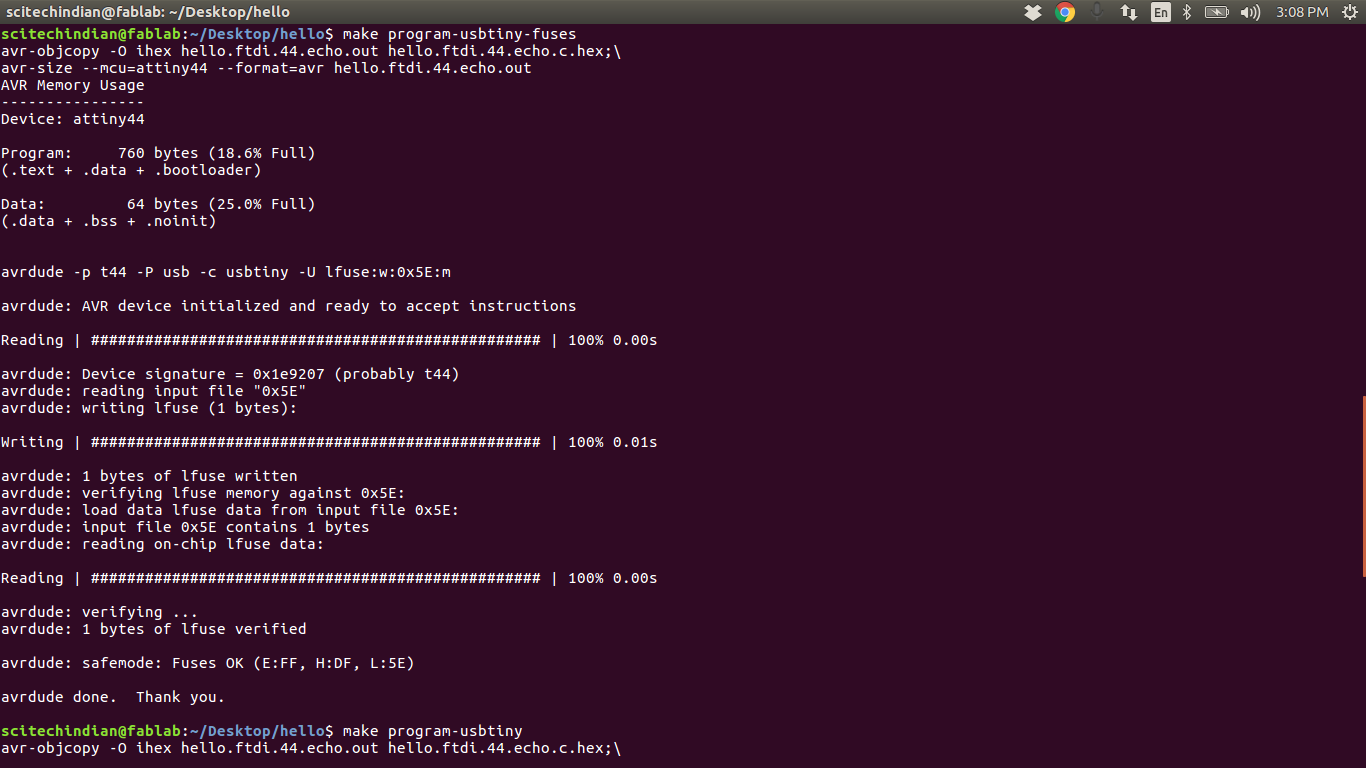 scitechindian@fablab: ~/Desktop/hello
En
3:08 PM
scitechindian@fablab:~/Desktop/hello$ make program-usbtiny-fuses
avr-objcopy -O ihex hello.ftdi.44.echo.out hello.ftdi.44.echo.c.hex;\
avr-size --mcu=attiny44 --format=avr hello.ftdi.44.echo.out
AVR Memory Usage
----------------
Device: attiny44
Program:     760 bytes (18.6% Full)
(.text + .data + .bootloader)
Data:         64 bytes (25.0% Full)
(.data + .bss + .noinit)
avrdude -p t44 -P usb -c usbtiny -U lfuse:w:0x5E:m
avrdude: AVR device initialized and ready to accept instructions
Reading | ################################################## | 100% 0.00s
avrdude: Device signature = 0x1e9207 (probably t44)
avrdude: reading input file "0x5E"
avrdude: writing lfuse (1 bytes):
Writing | ################################################## | 100% 0.01s
avrdude: 1 bytes of lfuse written
avrdude: verifying lfuse memory against 0x5E:
avrdude: load data lfuse data from input file 0x5E:
avrdude: input file 0x5E contains 1 bytes
avrdude: reading on-chip lfuse data:
Reading | ################################################## | 100% 0.00s
avrdude: verifying ...
avrdude: 1 bytes of lfuse verified
avrdude: safemode: Fuses OK (E:FF, H:DF, L:5E)
avrdude done.  Thank you.
scitechindian@fablab:~/Desktop/hello$ make program-usbtiny
avr-objcopy -O ihex hello.ftdi.44.echo.out hello.ftdi.44.echo.c.hex;\